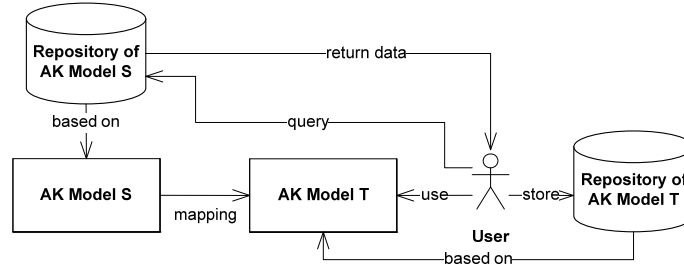 Repository of
AK Model S
return data
based on
query
AK Model S
mapping
AK Model T
use
store
User
Repository of
AK Model T
based on